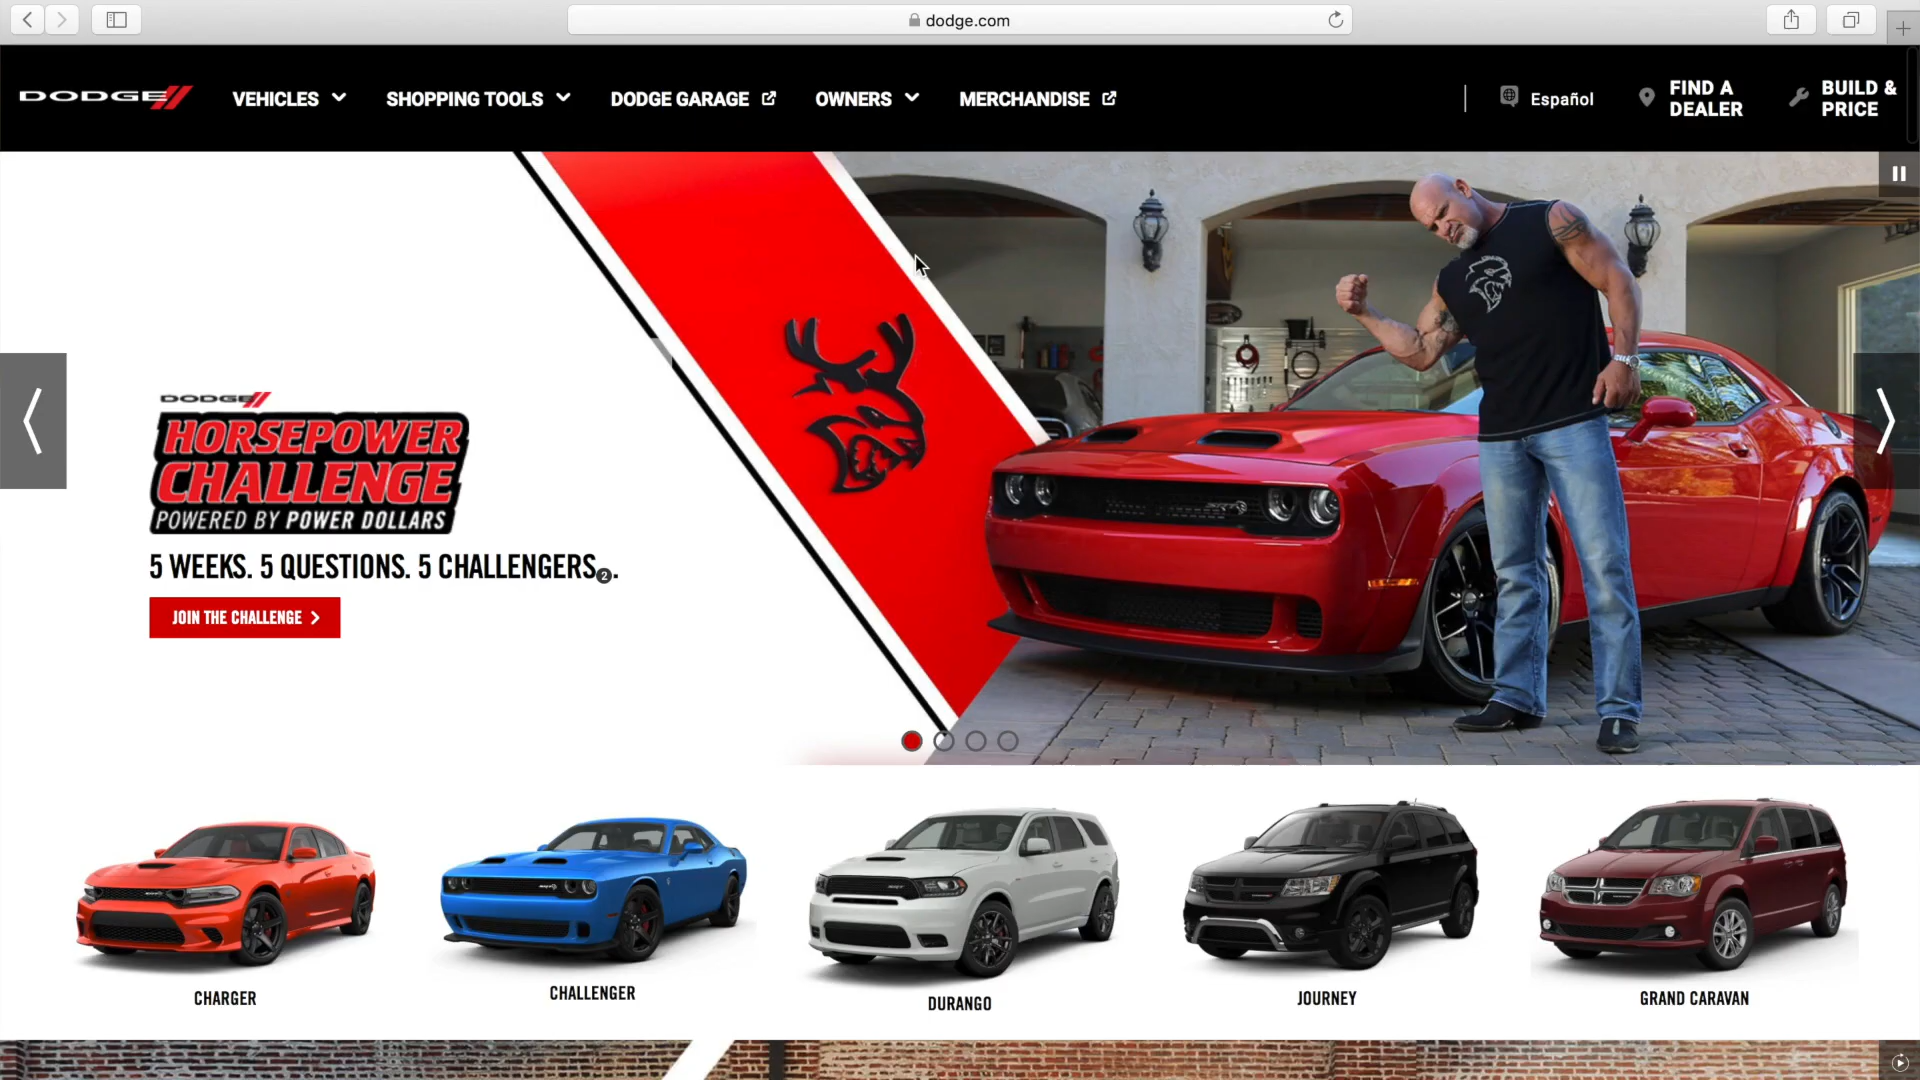 dodge.com
DODGE
VEHICLES
SHOPPING TOOLS
DODGE GARAGE
OWNERS
MERCHANDISE
Español
FIND A
DEALER
BUILD &
PRICE
DODGE
HORSEPOWER
CHALLENGE
POWERED BY POWER DOLLARS
5 WEEKS. 5 QUESTIONS. 5 CHALLENGERS2.
JOIN THE CHALLENGE
CHARGER
CHALLENGER
DURANGO
JOURNEY
GRAND CARAVAN